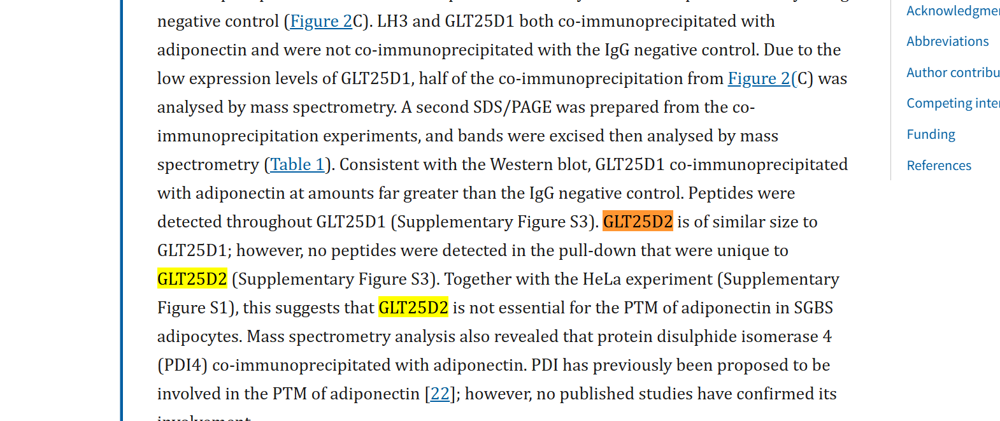 negative control (Figure 2C). LH3 and GLT25D1 both co-immunoprecipitated with
adiponectin and were not co-immunoprecipitated with the IgG negative control. Due to the
low expression levels of GLT25D1, half of the co-immunoprecipitation from Figure 2(C) was
analysed by mass spectrometry. A second SDS/PAGE was prepared from the co-
immunoprecipitation experiments, and bands were excised then analysed by mass
spectrometry (Table 1). Consistent with the Western blot, GLT25D1 co-immunoprecipitated
with adiponectin at amounts far greater than the IgG negative control. Peptides were
detected throughout GLT25D1 (Supplementary Figure S3). GLT25D2 is of similar size to
GLT25D1; however, no peptides were detected in the pull-down that were unique to
GLT25D2 (Supplementary Figure S3). Together with the HeLa experiment (Supplementary
Figure S1), this suggests that GLT25D2 is not essential for the PTM of adiponectin in SGBS
adipocytes. Mass spectrometry analysis also revealed that protein disulphide isomerase 4
(PDI4) co-immunoprecipitated with adiponectin. PDI has previously been proposed to be
involved in the PTM of adiponectin [22]; however, no published studies have confirmed its
Acknowledgme
Abbreviations
Author contribu
Competing inte
Funding
References